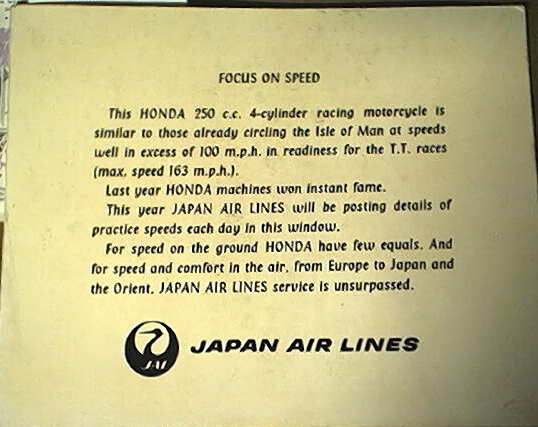 FOCUS ON SPEED
This HONDA 250 c.c. 4-cylinder racing motorcycle is
similar to those already circling the Isle of Man at speeds
well in excess of 100 m.p.h. in readiness for the T.T. races
(max. speed 163 m.p.h.).
Last year HONDA machines won instant fame.
This year JAPAN AIR LINES will be posting details of
practice speeds each day in this window.
For speed on the ground HONDA have few equals. And
for speed and comfort in the air, from Europe to Japan and
the Orient, JAPAN AIR LINES service is unsurpassed.
JAL JAPAN AIR LINES